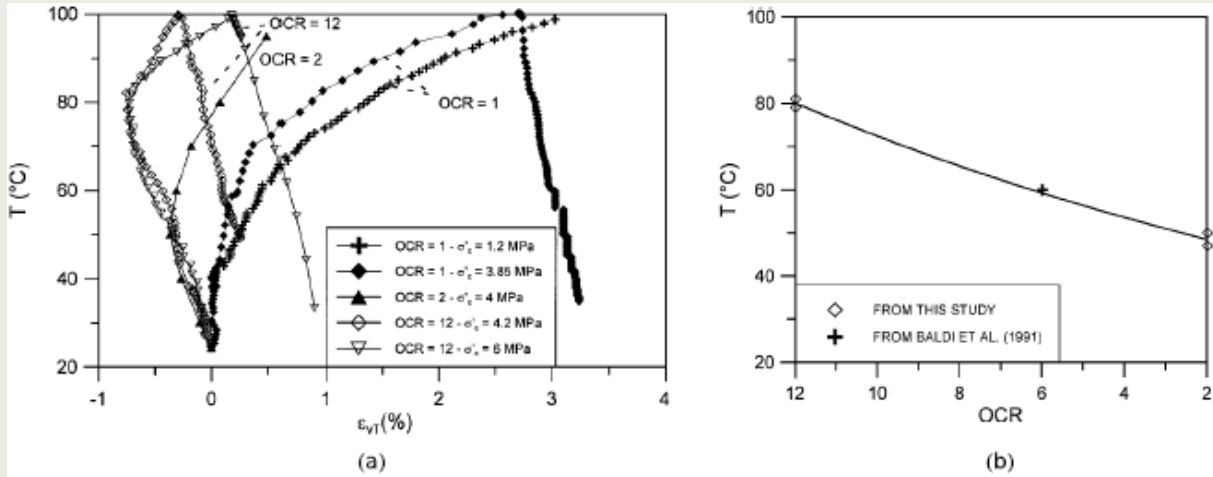 100
80
60
40
20
T (°C)
-1
0
1
2
3
4
εvT(%)
OCR = 12
OCR = 2
OCR = 1
OCR = 1 - σ'c = 1.2 MPa
OCR = 1 - σ'c = 3.85 MPa
OCR = 2 - σ'c = 4 MPa
OCR = 12 - σ'c = 4.2 MPa
OCR = 12 - σ'c = 6 MPa
(a)
100
80
60
40
20
T (°C)
12
10
8
6
4
2
OCR
FROM THIS STUDY
FROM BALDI ET AL. (1991)
(b)